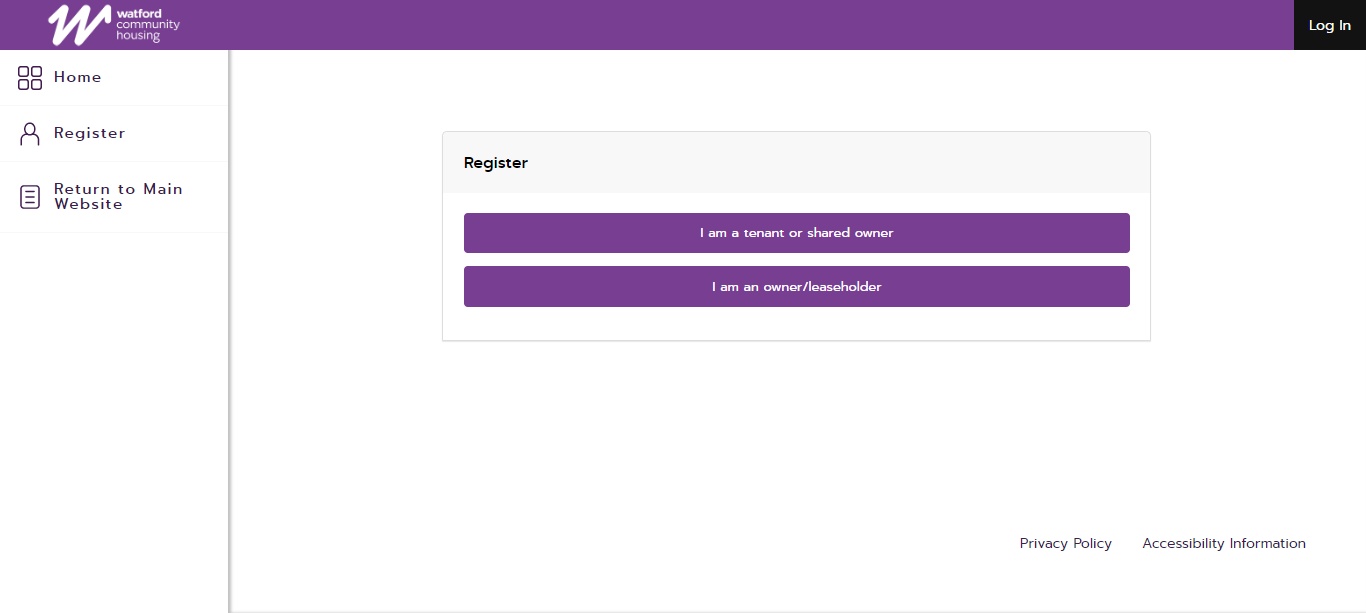 watford
community
housing
Log In
Home
Register
Return to Main
Website
Register
I am a tenant or shared owner
I am an owner/leaseholder
Privacy Policy
Accessibility Information